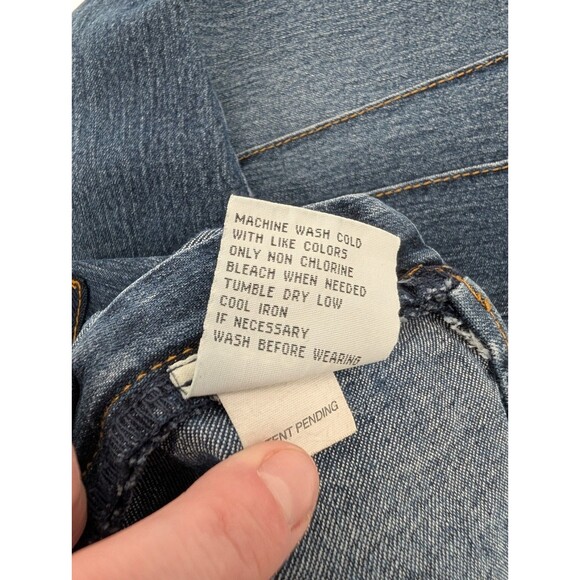 MACHINE WASH COLD
WITH LIKE COLORS
ONLY NON CHLORINE
BLEACH WHEN NEEDED
TUMBLE DRY LOW
COOL IRON
IF NECESSARY
WASH BEFORE WEARING
PENDING